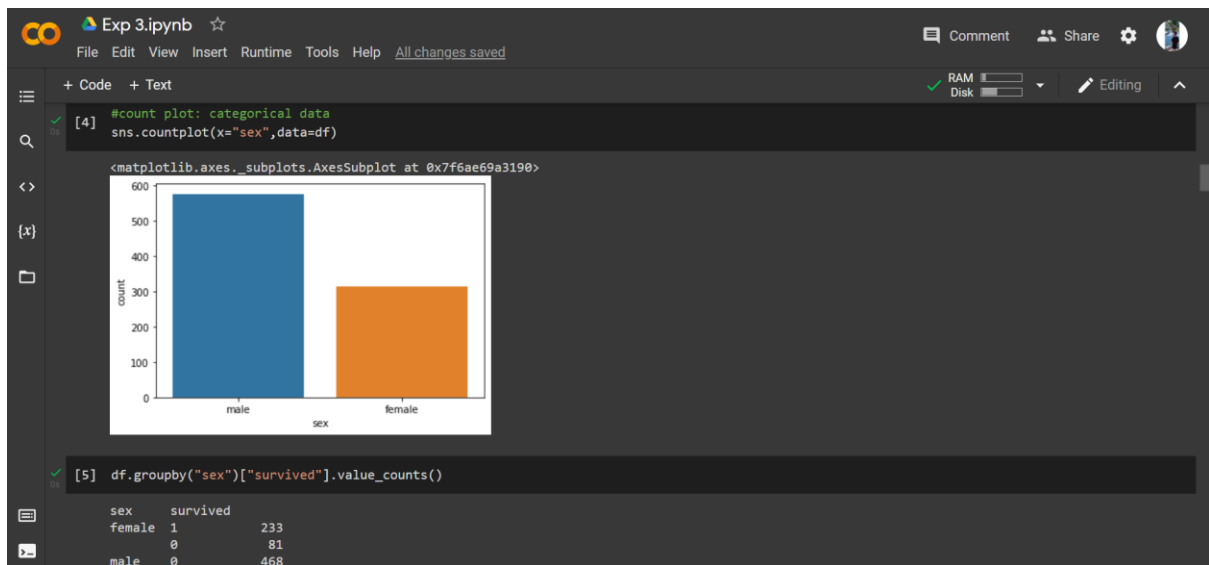 Exp 3.ipynb
File Edit View Insert Runtime Tools Help All changes saved
Comment
Share
+ Code + Text
RAM
Disk
Editing
[4]
0s
#count plot: categorical data
sns.countplot(x="sex",data=df)
<matplotlib.axes._subplots.AxesSubplot at 0x7f6ae69a3190>
600
500
400
300
200
100
0
count
male female
sex
[5] df.groupby("sex")["survived"].value_counts()
0s
sex survived
female 1 233
0 81
male 0 468
{x}